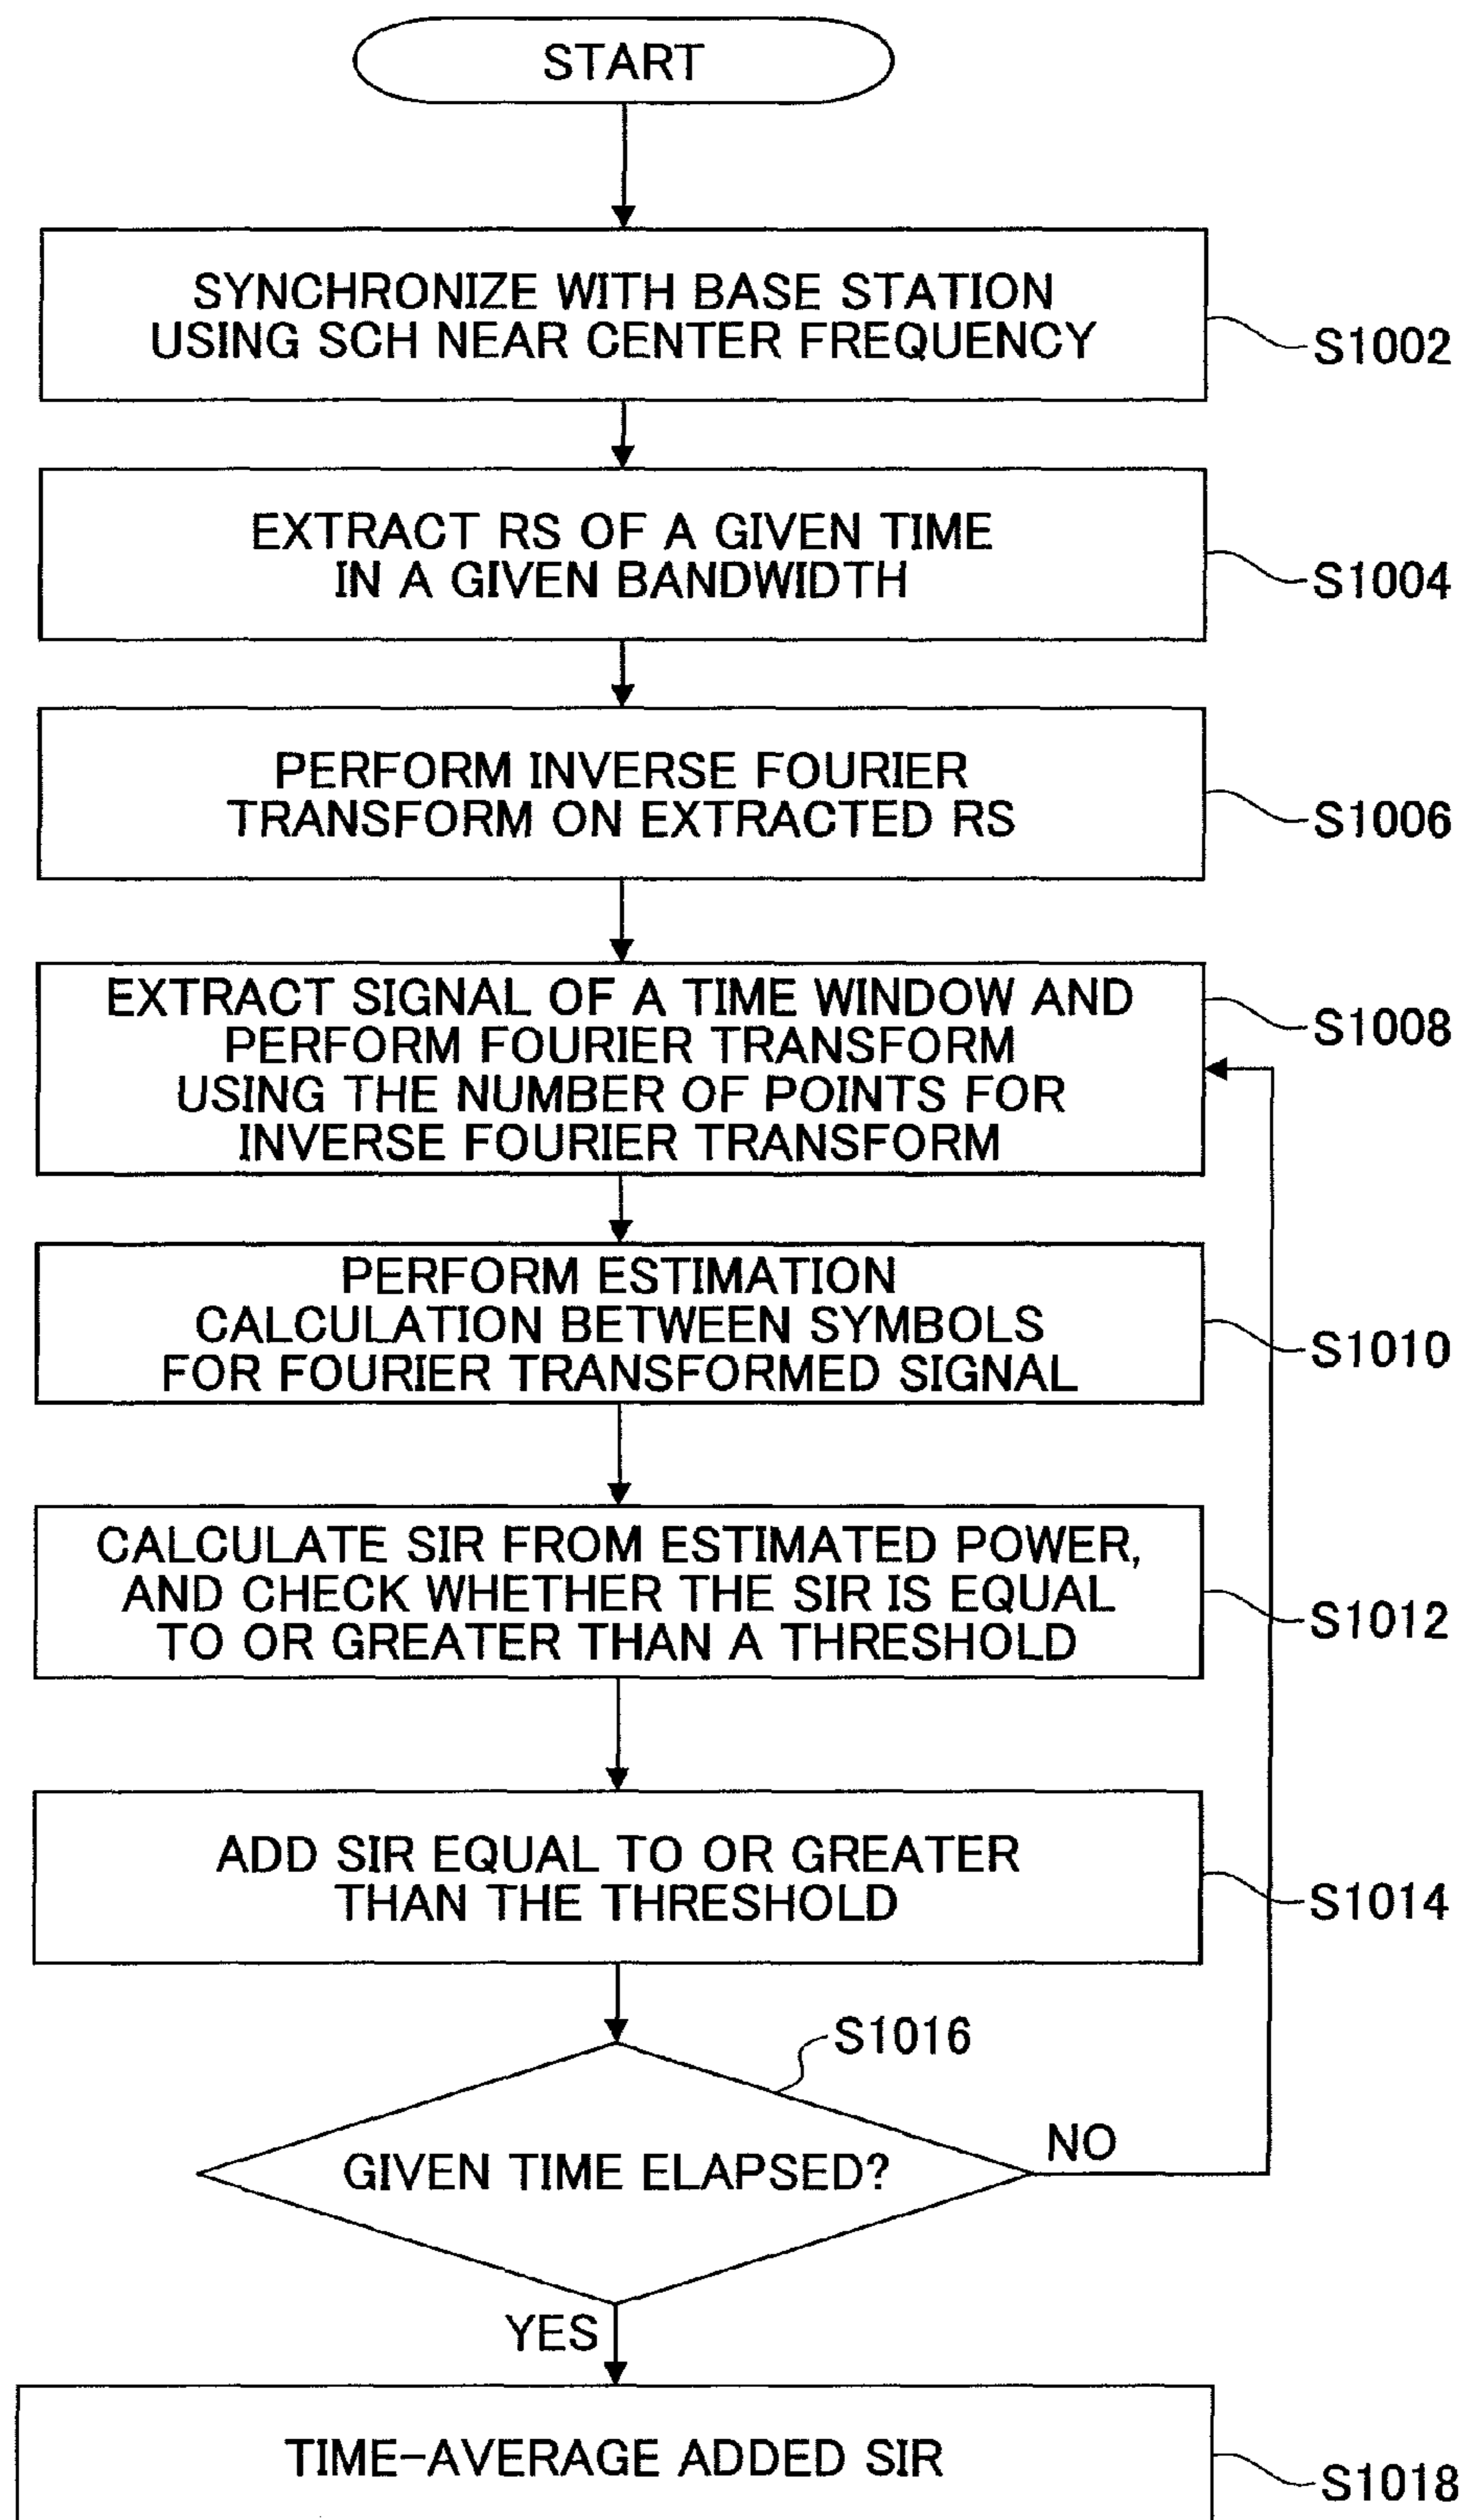 START
SYNCHRONIZE WITH BASE STATION
USING SCH NEAR CENTER FREQUENCY
S1002
EXTRACT RS OF A GIVEN TIME
IN A GIVEN BANDWIDTH
S1004
PERFORM INVERSE FOURIER
TRANSFORM ON EXTRACTED RS
S1006
EXTRACT SIGNAL OF A TIME WINDOW AND
PERFORM FOURIER TRANSFORM
USING THE NUMBER OF POINTS FOR
INVERSE FOURIER TRANSFORM
S1008
PERFORM ESTIMATION
CALCULATION BETWEEN SYMBOLS
FOR FOURIER TRANSFORMED SIGNAL
S1010
CALCULATE SIR FROM ESTIMATED POWER,
AND CHECK WHETHER THE SIR IS EQUAL
TO OR GREATER THAN A THRESHOLD
S1012
ADD SIR EQUAL TO OR GREATER
THAN THE THRESHOLD
S1014
S1016
GIVEN TIME ELAPSED?
NO
YES
TIME-AVERAGE ADDED SIR
S1018